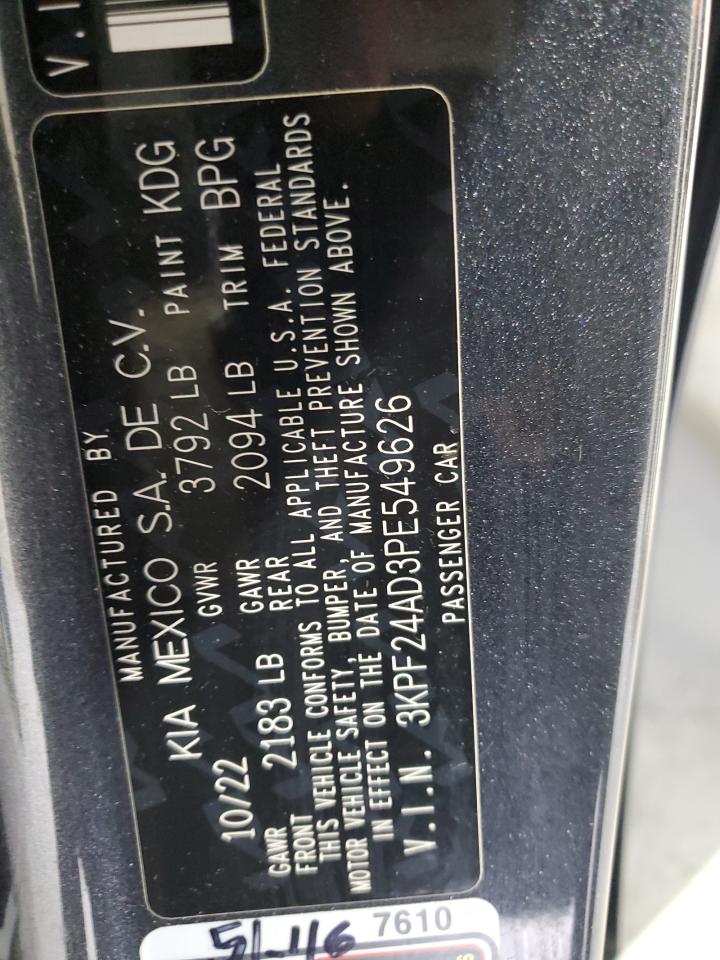 V.I
MANUFACTURED BY
KIA MEXICO S.A. DE C.V.
10/22 GVWR 3792 LB PAINT KDG
GAWR FRONT 2183 LB GAWR REAR 2094 LB TRIM BPG
THIS VEHICLE CONFORMS TO ALL APPLICABLE U.S.A. FEDERAL
MOTOR VEHICLE SAFETY, BUMPER, AND THEFT PREVENTION STANDARDS
IN EFFECT ON THE DATE OF MANUFACTURE SHOWN ABOVE.
V.I.N. 3KPF24AD3PE549626
PASSENGER CAR
7610